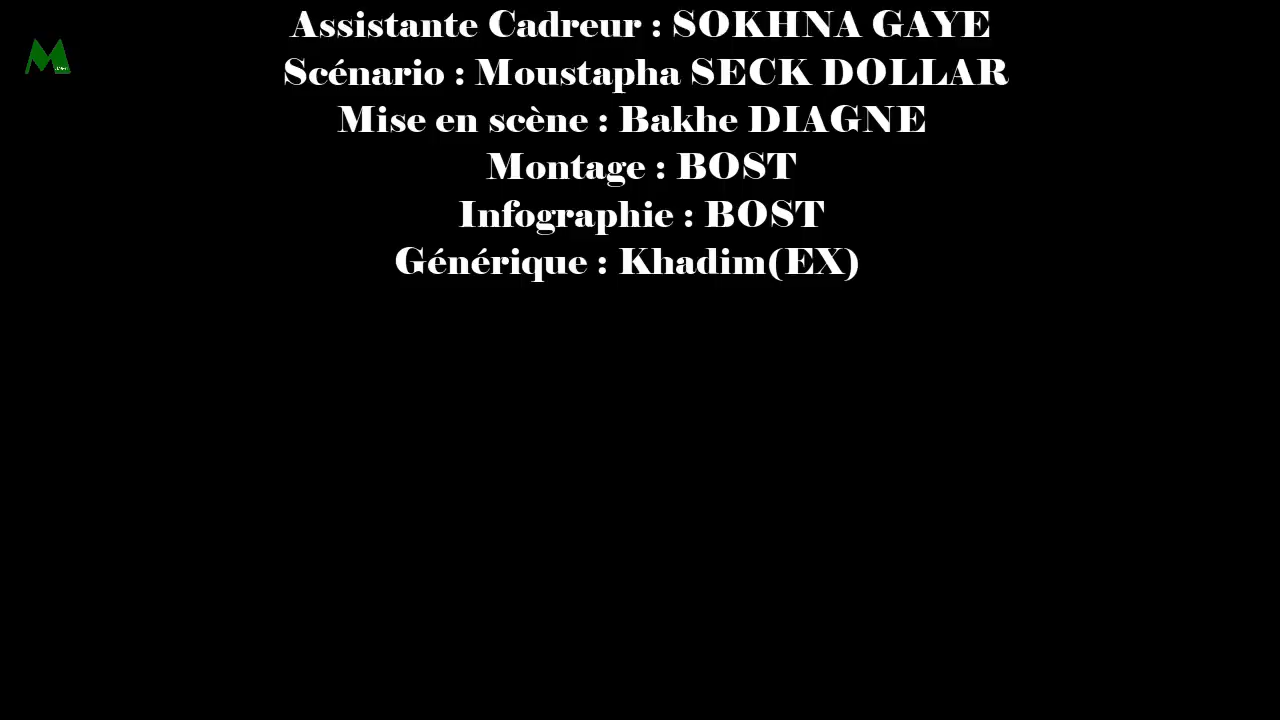 Assistante Cadreur : SOKHNA GAYE
Scénario : Moustapha SECK DOLLAR
Mise en scène : Bakhe DIAGNE
Montage : BOST
Infographie : BOST
Générique : Khadim(EX)